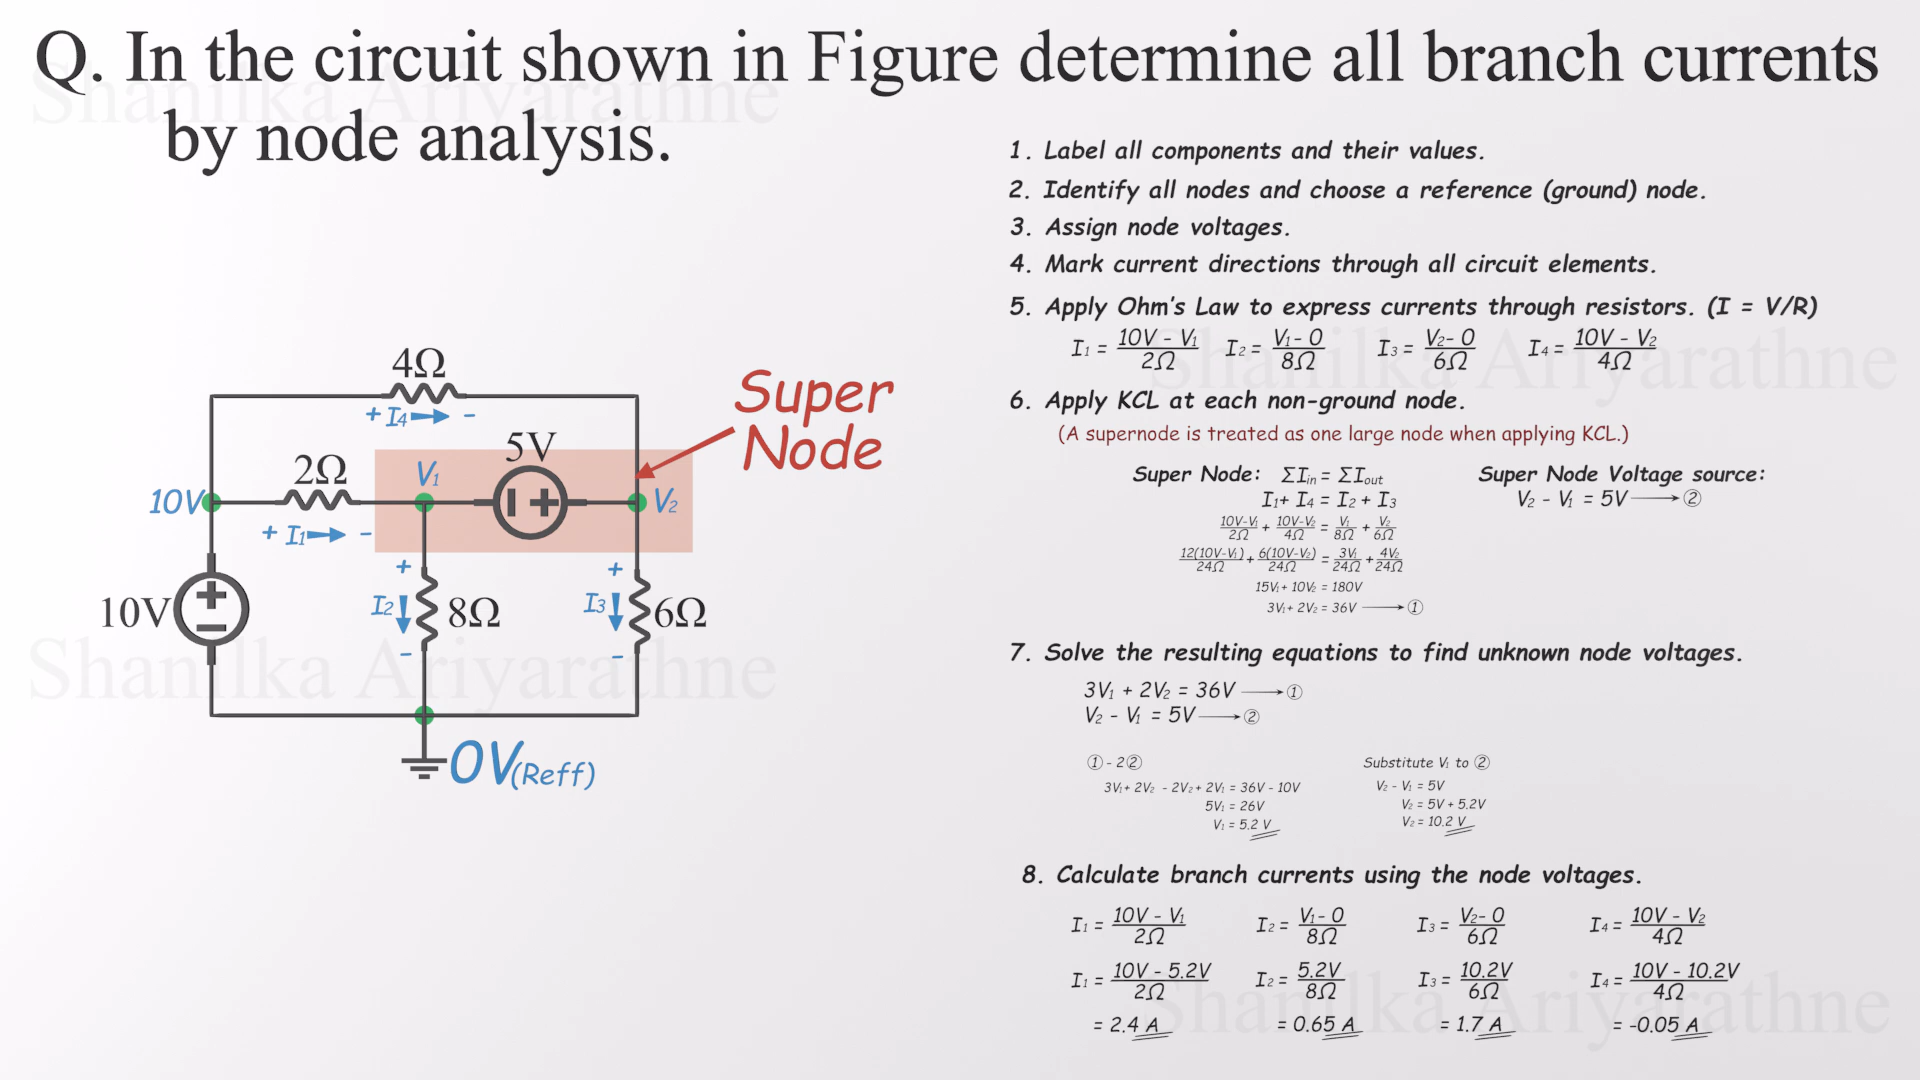 Q. In the circuit shown in Figure determine all branch currents
by node analysis.
Shanilka Ariyarathne
1. Label all components and their values.
2. Identify all nodes and choose a reference (ground) node.
3. Assign node voltages.
4. Mark current directions through all circuit elements.
5. Apply Ohm's Law to express currents through resistors. (I = V/R)
I₁ = (10V - V₁)/2Ω I₂ = (V₁- 0)/8Ω I₃ = (V₂- 0)/6Ω I₄ = (10V - V₂)/4Ω
Shanilka Ariyarathne
6. Apply KCL at each non-ground node.
(A supernode is treated as one large node when applying KCL.)
Super Node: ΣIin = ΣIout
I₁+ I₄ = I₂ + I₃
(10V-V₁)/2Ω + (10V-V₂)/4Ω = V₁/8Ω + V₂/6Ω
12(10V-V₁)/24Ω + 6(10V-V₂)/24Ω = 3V₁/24Ω + 4V₂/24Ω
15V₁ + 10V₂ = 180V
3V₁ + 2V₂ = 36V ⟶ ①
Super Node Voltage source:
V₂ - V₁ = 5V ⟶ ②
7. Solve the resulting equations to find unknown node voltages.
3V₁ + 2V₂ = 36V ⟶ ①
V₂ - V₁ = 5V ⟶ ②
① - 2②
3V₁+ 2V₂ - 2V₂ + 2V₁ = 36V - 10V
5V₁ = 26V
V₁ = 5.2 V
Substitute V₁ to ②
V₂ - V₁ = 5V
V₂ = 5V + 5.2V
V₂ = 10.2 V
8. Calculate branch currents using the node voltages.
I₁ = (10V - V₁)/2Ω I₂ = (V₁- 0)/8Ω I₃ = (V₂- 0)/6Ω I₄ = (10V - V₂)/4Ω
I₁ = (10V - 5.2V)/2Ω I₂ = 5.2V/8Ω I₃ = 10.2V/6Ω I₄ = (10V - 10.2V)/4Ω
= 2.4 A = 0.65 A = 1.7 A = -0.05 A
Shanilka Ariyarathne
4Ω
+ I₄ -
Super
Node
5V
2Ω
V₁
10V
V₂
+ I₁ -
- +
+ +
10V
+
-
I₂
8Ω
I₃
6Ω
- -
Shanilka Ariyarathne
0V(Reff)